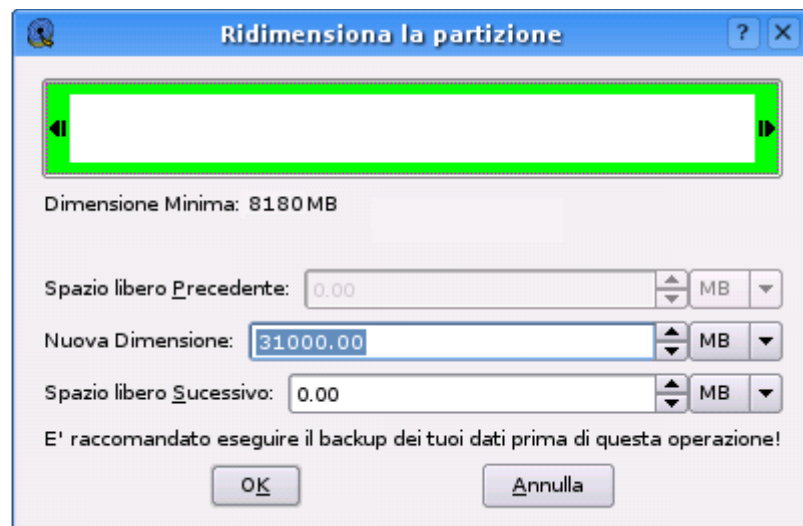 Ridimensiona la partizione
Dimensione Minima: 8180 MB
Spazio libero Precedente: 0.00 MB
Nuova Dimensione: 31000.00 MB
Spazio libero Sucessivo: 0.00 MB
E' raccomandato eseguire il backup dei tuoi dati prima di questa operazione!
OK Annulla